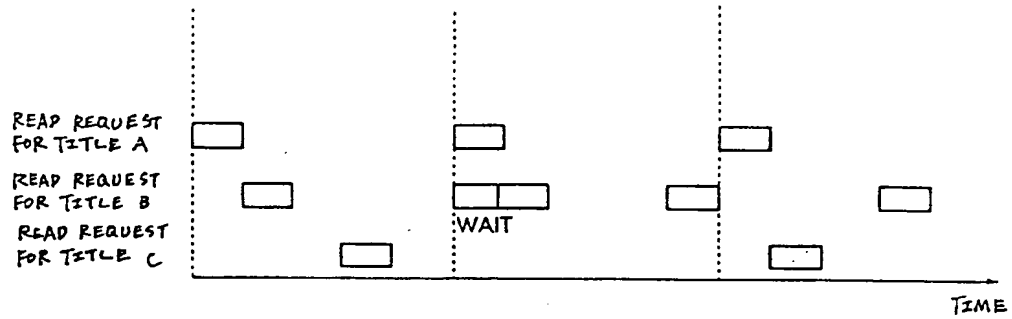 READ REQUEST
FOR TITLE A
READ REQUEST
FOR TITLE B
WAIT
READ REQUEST
FOR TITLE C
TIME